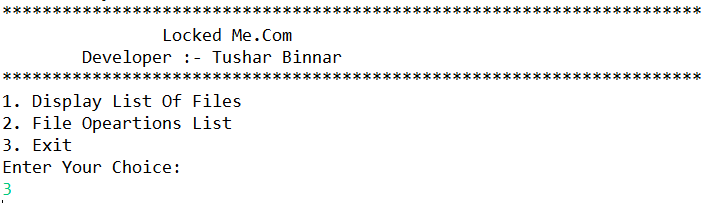 **********************************************************************
Locked Me.Com
Developer :- Tushar Binnar
**********************************************************************
1. Display List Of Files
2. File Opeartions List
3. Exit
Enter Your Choice:
3